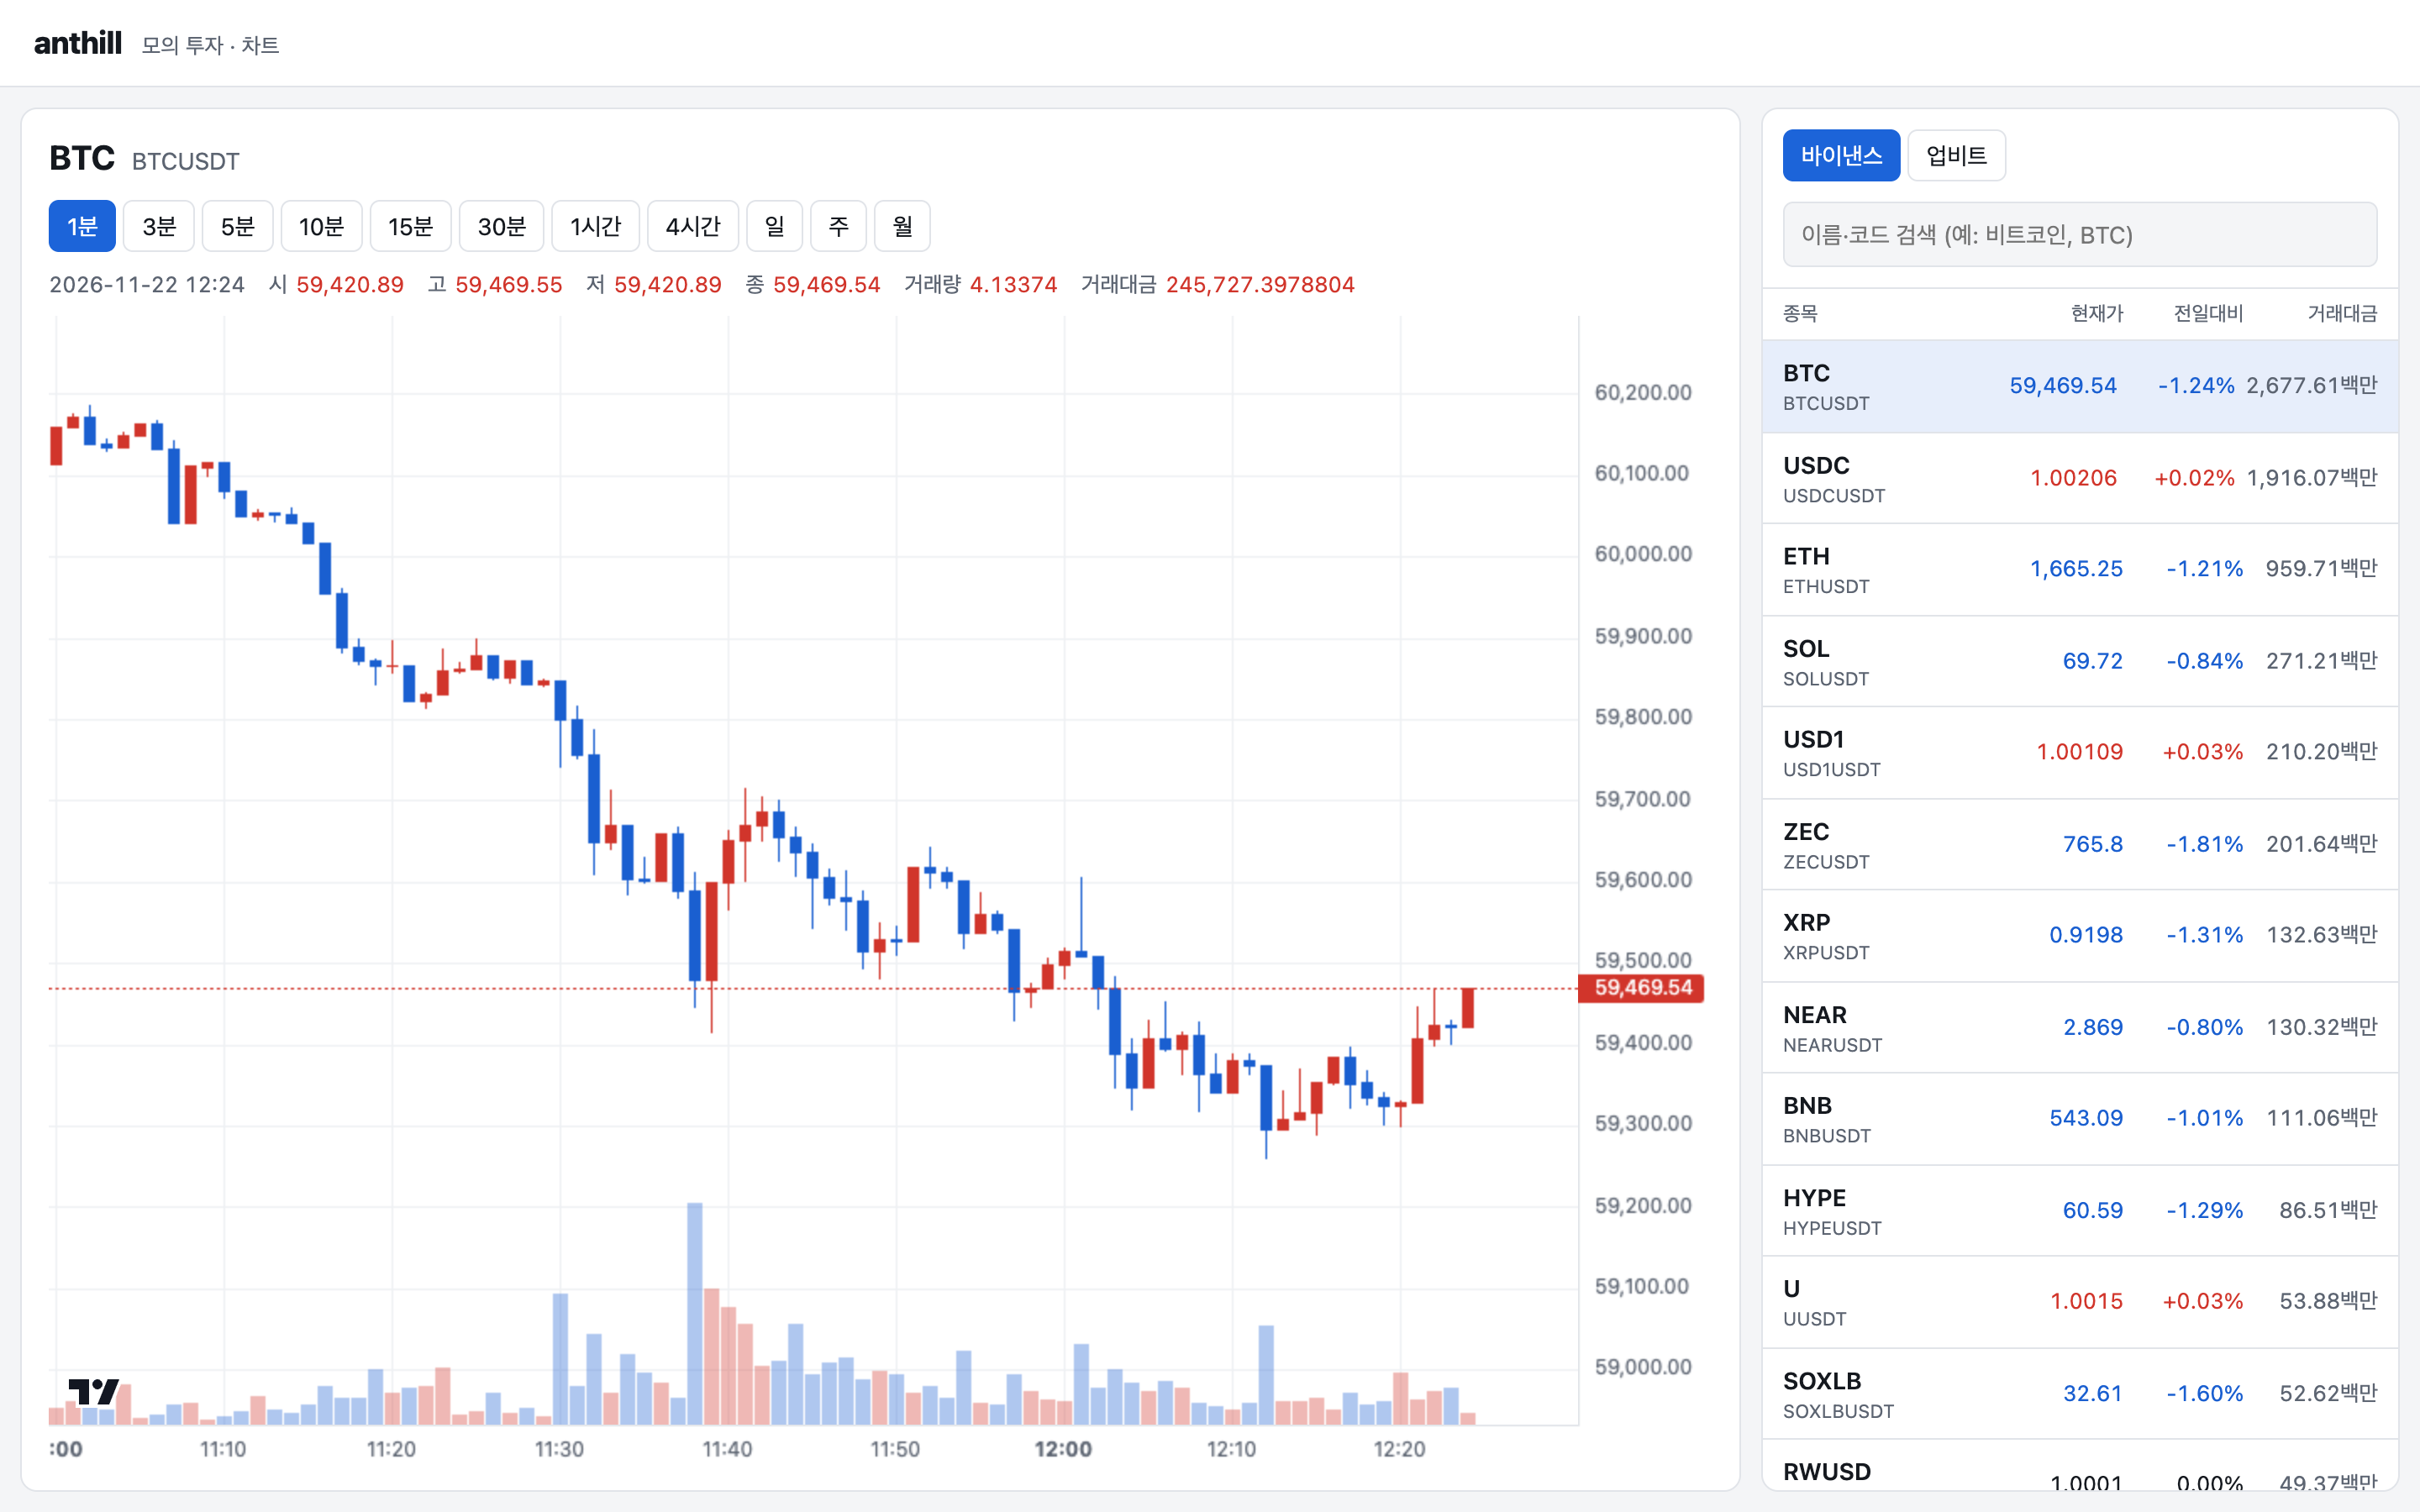 anthill 모의 투자 · 차트
BTC BTCUSDT
1분 3분 5분 10분 15분 30분 1시간 4시간 일 주 월
2026-11-22 12:24 시 59,420.89 고 59,469.55 저 59,420.89 종 59,469.54 거래량 4.13374 거래대금 245,727.3978804
60,200.00
60,100.00
60,000.00
59,900.00
59,800.00
59,700.00
59,600.00
59,500.00
59,469.54
59,400.00
59,300.00
59,200.00
59,100.00
59,000.00
:00 11:10 11:20 11:30 11:40 11:50 12:00 12:10 12:20
바이낸스 업비트
이름·코드 검색 (예: 비트코인, BTC)
종목 현재가 전일대비 거래대금
BTC 59,469.54 -1.24% 2,677.61백만
BTCUSDT
USDC 1.00206 +0.02% 1,916.07백만
USDCUSDT
ETH 1,665.25 -1.21% 959.71백만
ETHUSDT
SOL 69.72 -0.84% 271.21백만
SOLUSDT
USD1 1.00109 +0.03% 210.20백만
USD1USDT
ZEC 765.8 -1.81% 201.64백만
ZECUSDT
XRP 0.9198 -1.31% 132.63백만
XRPUSDT
NEAR 2.869 -0.80% 130.32백만
NEARUSDT
BNB 543.09 -1.01% 111.06백만
BNBUSDT
HYPE 60.59 -1.29% 86.51백만
HYPEUSDT
U 1.0015 +0.03% 53.88백만
UUSDT
SOXLB 32.61 -1.60% 52.62백만
SOXLBUSDT
RWUSD 1.0001 0.00% 49.37백만